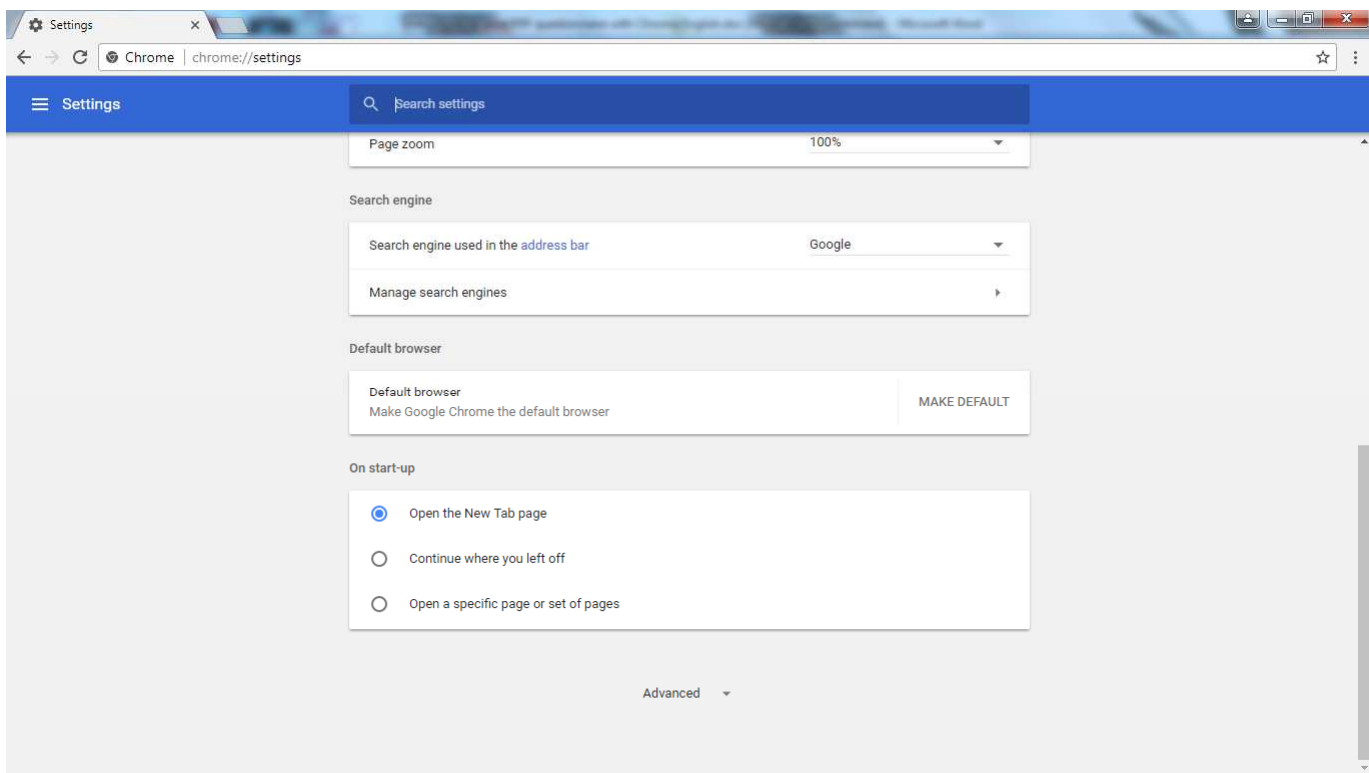 Settings
Chrome | chrome://settings
Settings
Search settings
Page zoom 100%
Search engine
Search engine used in the address bar Google
Manage search engines
Default browser
Default browser
Make Google Chrome the default browser
MAKE DEFAULT
On start-up
Open the New Tab page
Continue where you left off
Open a specific page or set of pages
Advanced